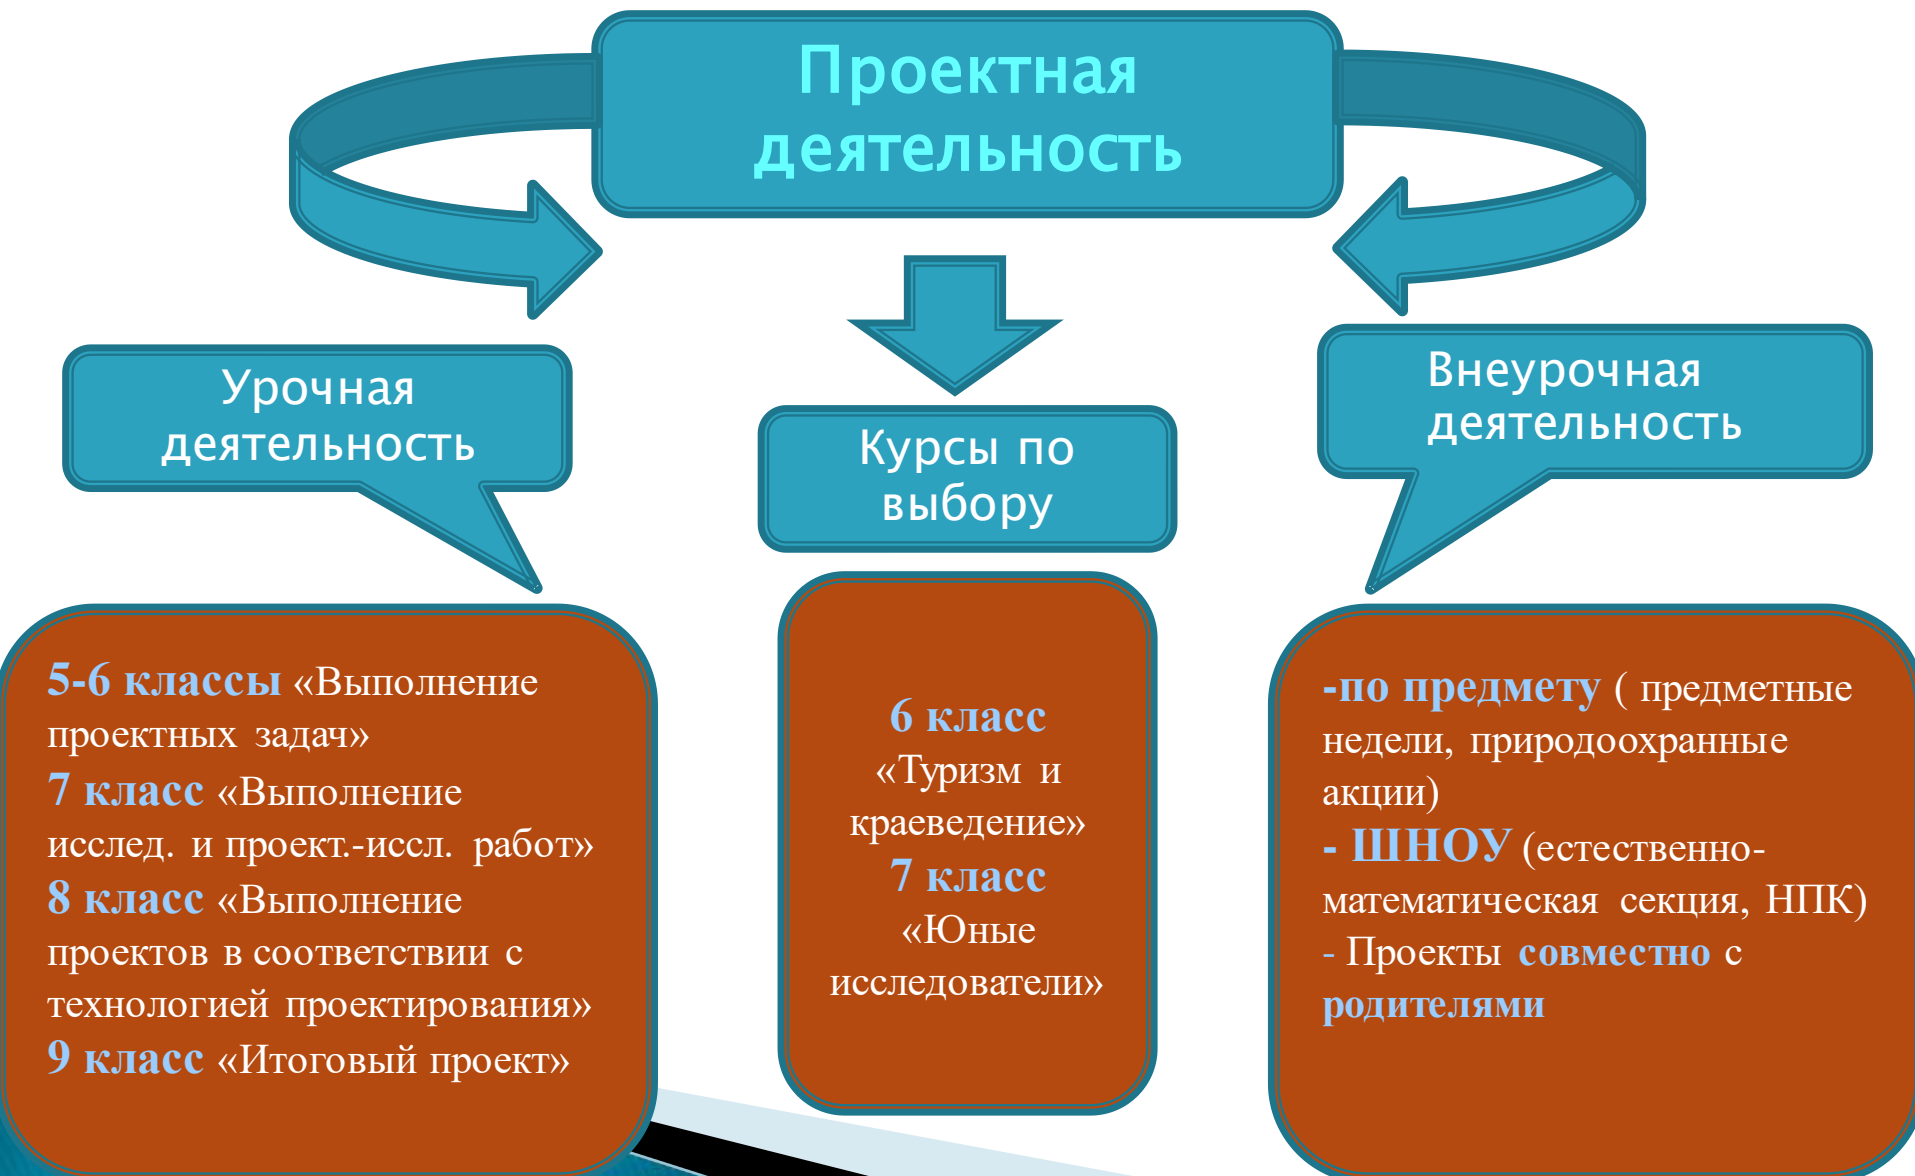 Проектная
деятельность
Урочная
деятельность
Курсы по
выбору
Внеурочная
деятельность
5-6 классы «Выполнение
проектных задач»
7 класс «Выполнение
исслед. и проект.-иссл. работ»
8 класс «Выполнение
проектов в соответствии с
технологией проектирования»
9 класс «Итоговый проект»
6 класс
«Туризм и
краеведение»
7 класс
«Юные
исследователи»
-по предмету ( предметные
недели, природоохранные
акции)
- ШНОУ (естественно-
математическая секция, НПК)
- Проекты совместно с
родителями